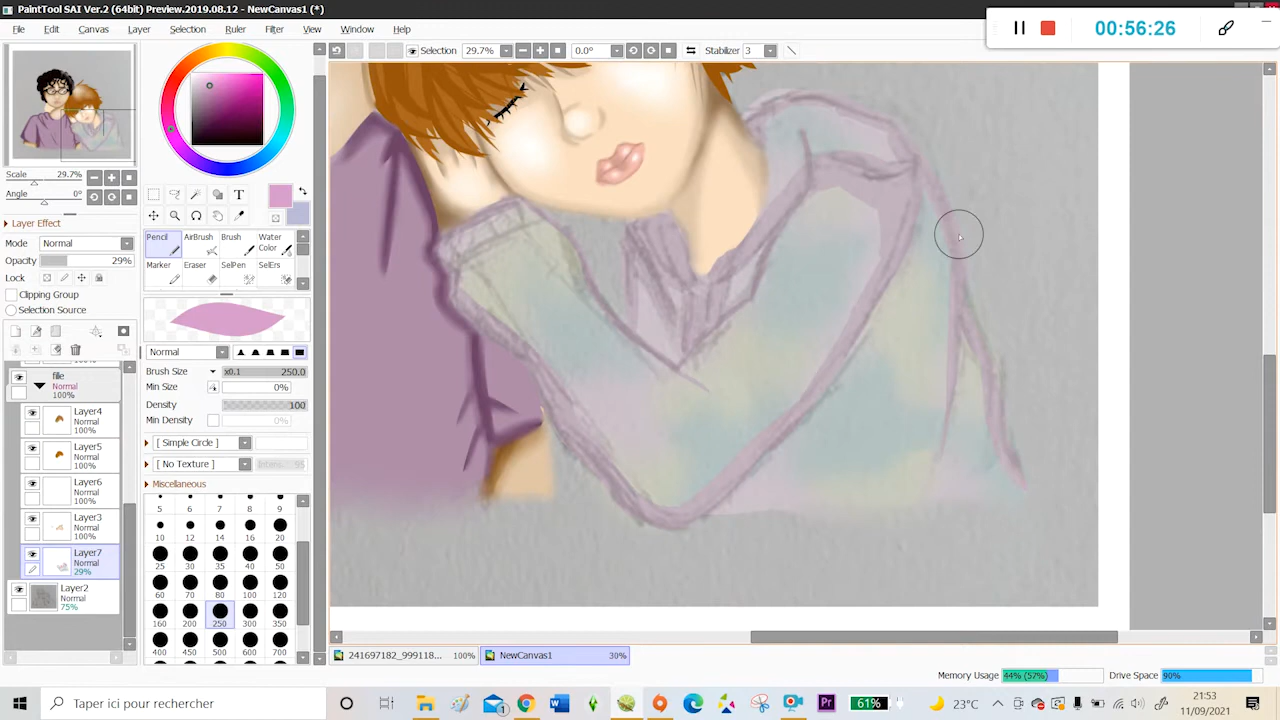 PaintTool SAI Ver.2 (64bit) Preview.2019.08.12 - NewCanvas1 (*)
File Edit Canvas Layer Selection Ruler Filter View Window Help
00:56:26
Selection 29.7% 0.0° Stabilizer 3
Scale
29.7%
Angle
0°
Layer Effect
Mode Normal
Opacity 29%
Lock
Clipping Group
Selection Source
fille
Normal
100%
Layer4
Normal
100%
Layer5
Normal
100%
Layer6
Normal
100%
Layer3
Normal
100%
Layer7
Normal
29%
Layer2
Normal
75%
T
Pencil AirBrush Brush Water Color
Marker Eraser SelPen SelErs
Normal
Brush Size x0.1 250.0
Min Size 0%
Density 100
Min Density 0%
[ Simple Circle ]
[ No Texture ] 95
Miscellaneous
5 6 7 8 9
10 12 14 16 20
25 30 35 40 50
60 70 80 100 120
160 200 250 300 350
400 450 500 600 700
241697182_999118... 100% NewCanvas1 30%
Memory Usage 44% (57%) Drive Space 90%
Taper ici pour rechercher
1
W
Pr
61%
23°C
21:53
11/09/2021